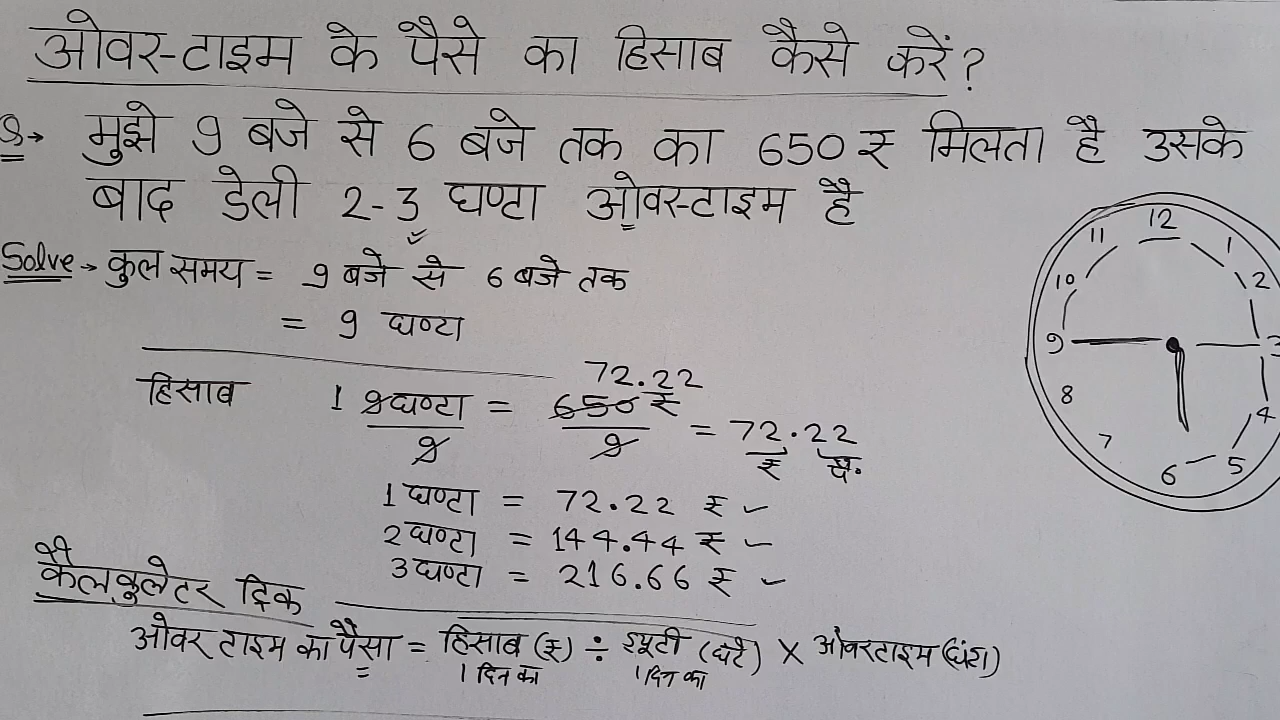 ओवर-टाइम के पैसे का हिसाब कैसे करें?
Q→ मुझे 9 बजे से 6 बजे तक का 650 ₹ मिलता है उसके
बाद डेली 2-3 घण्टा ओवरटाइम है
Solve→ कुल समय = 9 बजे से 6 बजे तक
= 9 घण्टा
हिसाब
72.22
1 9 घण्टा = 650 ₹
9 9 = 72.22
₹ पै.
1 घण्टा = 72.22 ₹ ✓
2 घण्टा = 144.44 ₹ ✓
3 घण्टा = 216.66 ₹ ✓
कैलकुलेटर ट्रिक
ओवर टाइम का पैसा = हिसाब (₹) ÷ ड्यूटी (घंटे) × ओवरटाइम (घंटा)
1 दिन का 1 दिन का
12
11 1
10 2
9 3
8 4
7 5
6